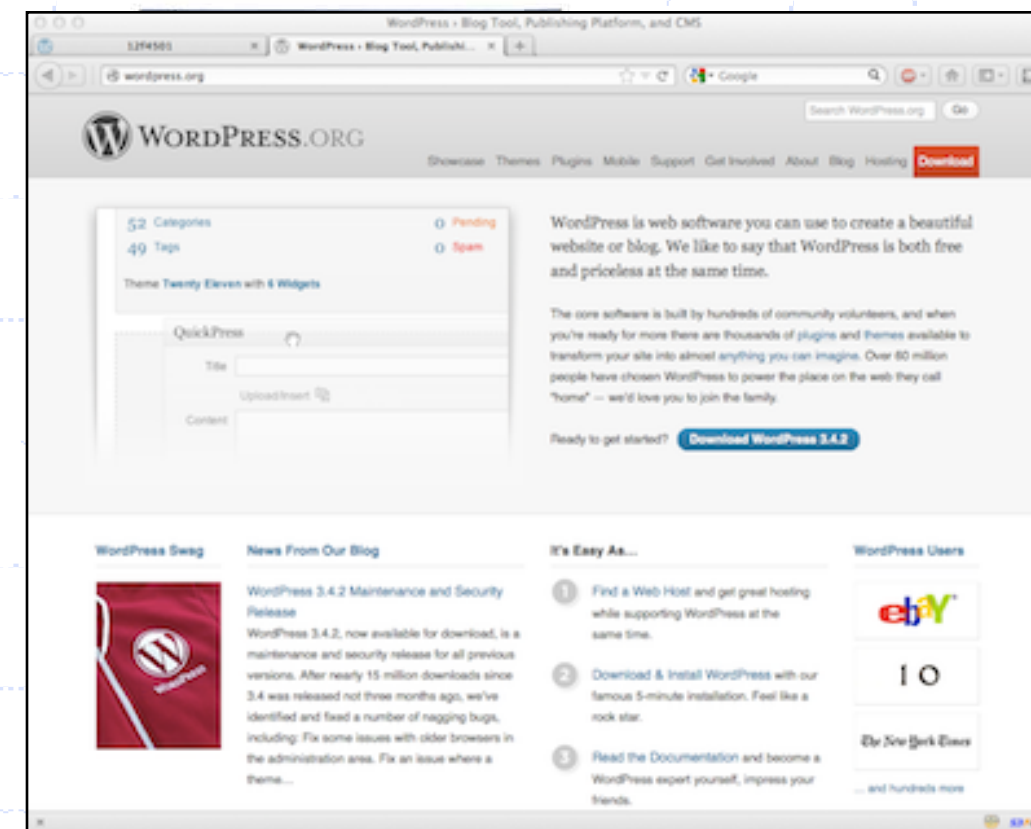 WordPress › Blog Tool, Publishing Platform, and CMS
12f4501
WordPress › Blog Tool, Publishi...
wordpress.org
Google
Search WordPress.org
Go
WORDPRESS.ORG
Showcase Themes Plugins Mobile Support Get Involved About Blog Hosting Download
52 Categories 0 Pending
49 Tags 0 Spam
Theme Twenty Eleven with 6 Widgets
QuickPress
Title
Upload/Insert
Content
WordPress is web software you can use to create a beautiful
website or blog. We like to say that WordPress is both free
and priceless at the same time.
The core software is built by hundreds of community volunteers, and when
you're ready for more there are thousands of plugins and themes available to
transform your site into almost anything you can imagine. Over 60 million
people have chosen WordPress to power the place on the web they call
"home" — we'd love you to join the family.
Ready to get started? Download WordPress 3.4.2
WordPress Swag
WordPress
News From Our Blog
WordPress 3.4.2 Maintenance and Security
Release
WordPress 3.4.2, now available for download, is a
maintenance and security release for all previous
versions. After nearly 15 million downloads since
3.4 was released not three months ago, we've
identified and fixed a number of nagging bugs,
including: Fix some issues with older browsers in
the administration area. Fix an issue where a
theme...
It's Easy As...
1 Find a Web Host and get great hosting
while supporting WordPress at the
same time.
2 Download & Install WordPress with our
famous 5-minute installation. Feel like a
rock star.
3 Read the Documentation and become a
WordPress expert yourself, impress your
friends.
WordPress Users
ebaY
10
The New York Times
... and hundreds more